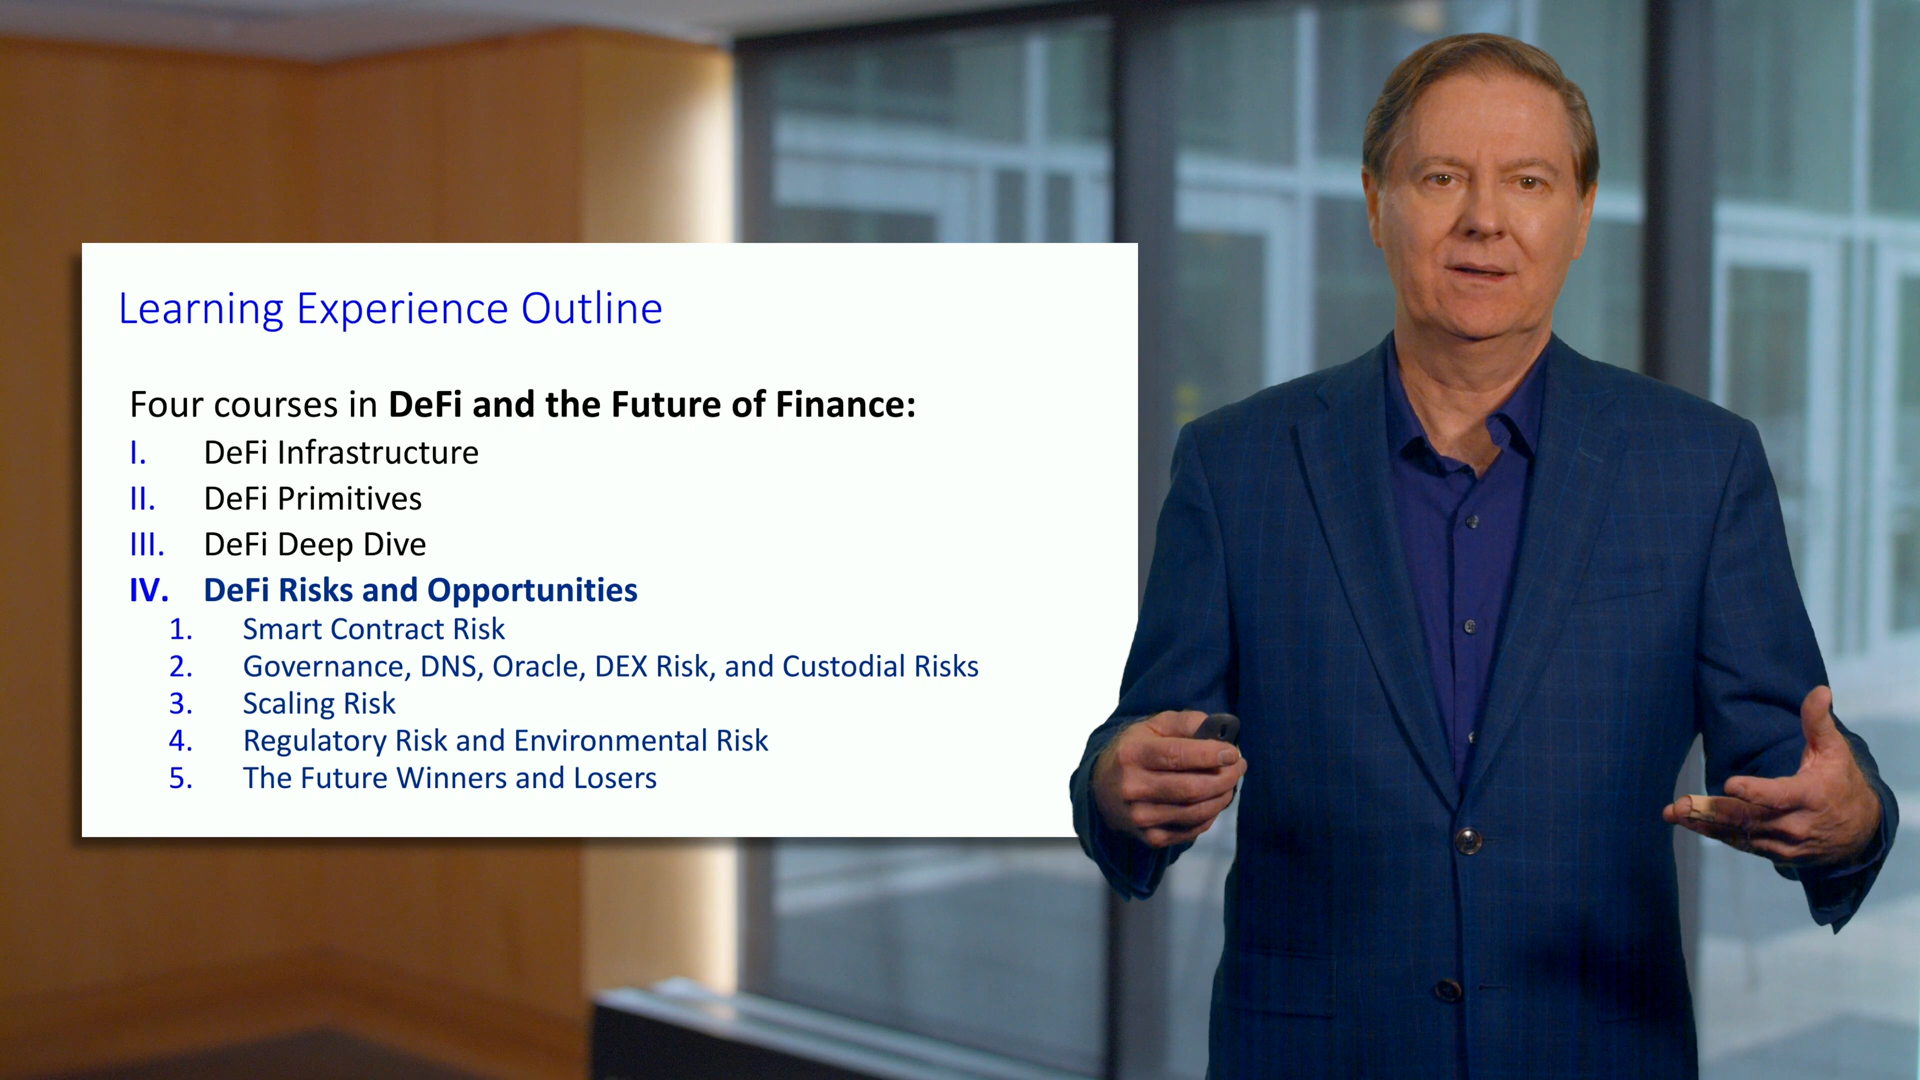 Learning Experience Outline
Four courses in DeFi and the Future of Finance:
I. DeFi Infrastructure
II. DeFi Primitives
III. DeFi Deep Dive
IV. DeFi Risks and Opportunities
1. Smart Contract Risk
2. Governance, DNS, Oracle, DEX Risk, and Custodial Risks
3. Scaling Risk
4. Regulatory Risk and Environmental Risk
5. The Future Winners and Losers